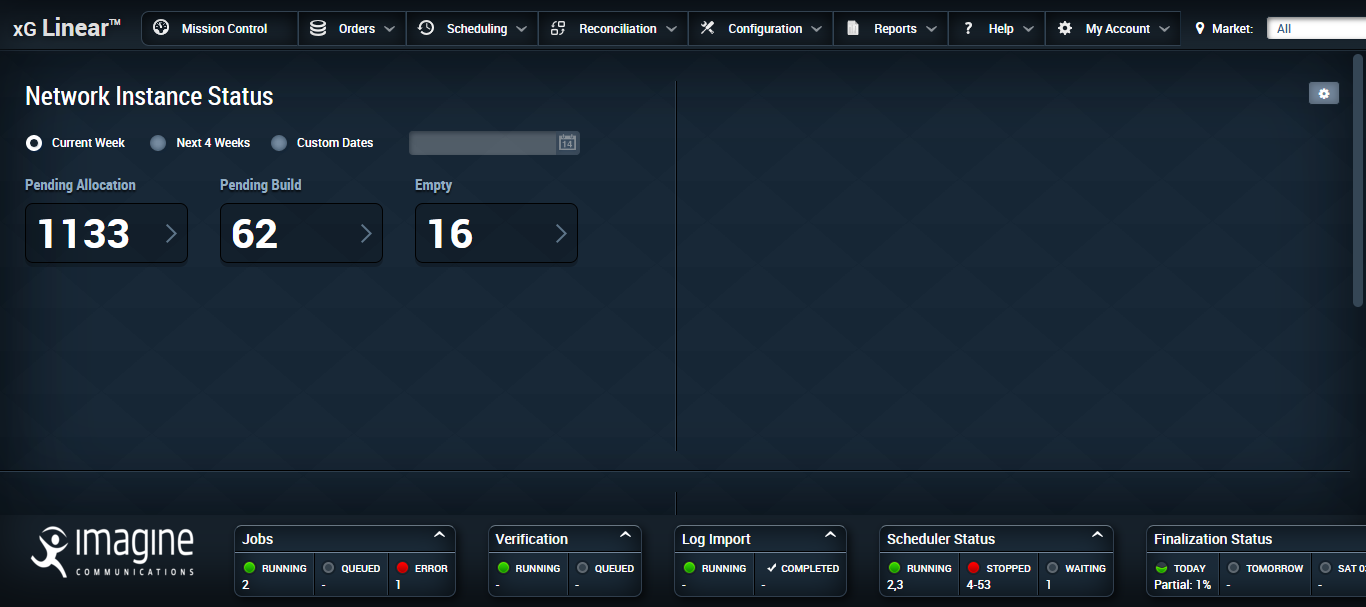 xG Linear™ Mission Control Orders Scheduling Reconciliation Configuration Reports ? Help My Account Market: All
Network Instance Status
Current Week Next 4 Weeks Custom Dates 14
Pending Allocation Pending Build Empty
1133 62 16
imagine
COMMUNICATIONS
Jobs
RUNNING QUEUED ERROR
2 - 1
Verification
RUNNING QUEUED
- -
Log Import
RUNNING COMPLETED
- -
Scheduler Status
RUNNING STOPPED WAITING
2,3 4-53 1
Finalization Status
TODAY TOMORROW SAT
Partial: 1% - -